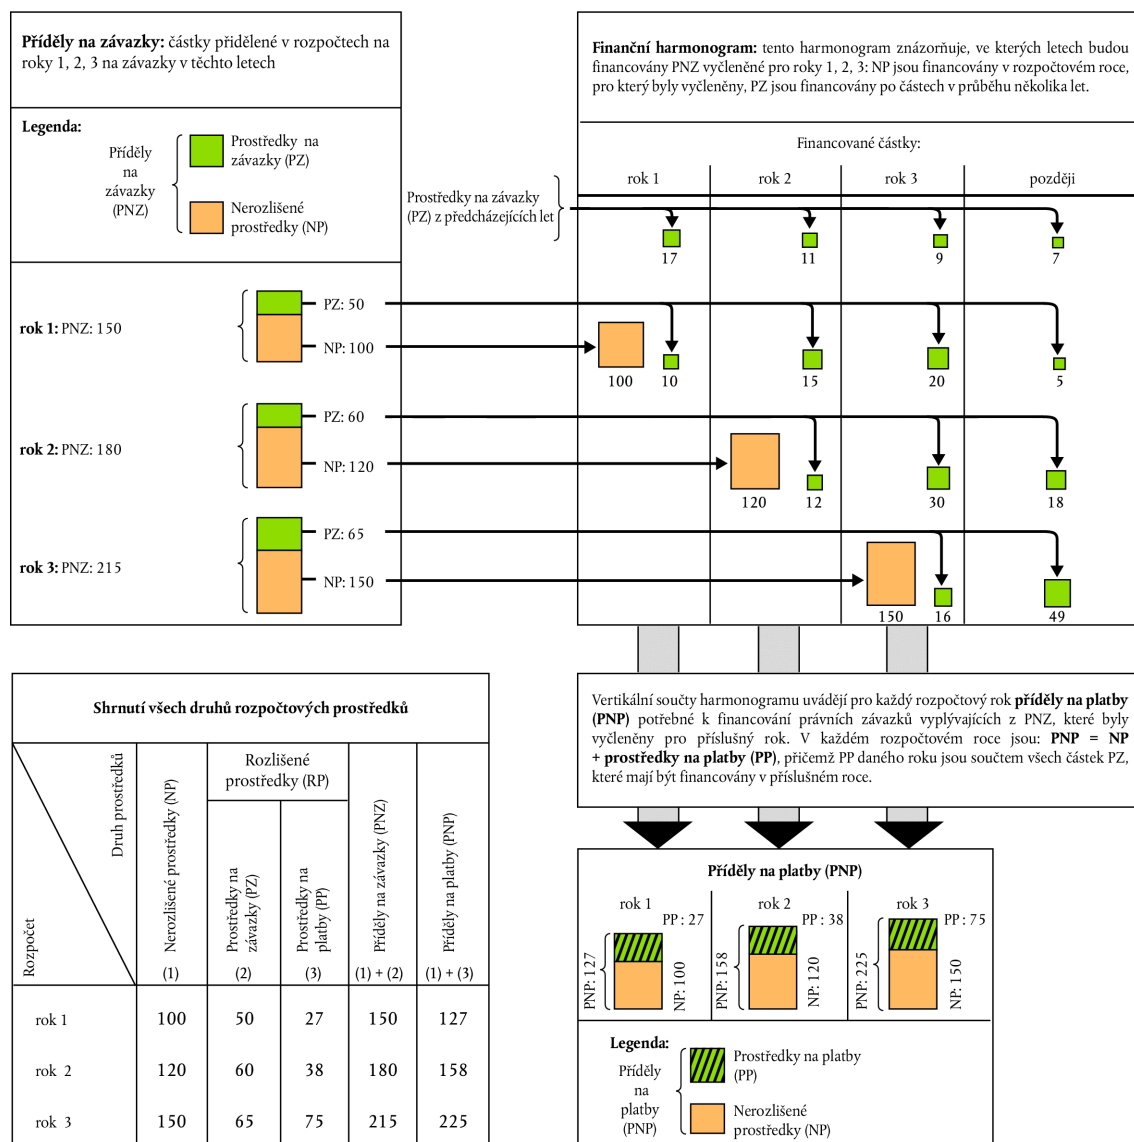 Příděly na závazky: částky přidělené v rozpočtech na
roky 1, 2, 3 na závazky v těchto letech
Legenda:
Příděly
na
závazky
(PNZ)
Prostředky na
závazky (PZ)
Nerozlišené
prostředky (NP)
rok 1: PNZ: 150
PZ: 50
NP: 100
rok 2: PNZ: 180
PZ: 60
NP: 120
rok 3: PNZ: 215
PZ: 65
NP: 150
Finanční harmonogram: tento harmonogram znázorňuje, ve kterých letech budou
financovány PNZ vyčleněné pro roky 1, 2, 3: NP jsou financovány v rozpočtovém roce,
pro který byly vyčleněny, PZ jsou financovány po částech v průběhu několika let.
Financované částky:
rok 1 rok 2 rok 3 později
Prostředky na závazky
(PZ) z předcházejících let
17 11 9 7
100 10 15 20 5
120 12 30 18
150 16 49
Vertikální součty harmonogramu uvádějí pro každý rozpočtový rok příděly na platby
(PNP) potřebné k financování právních závazků vyplývajících z PNZ, které byly
vyčleněny pro příslušný rok. V každém rozpočtovém roce jsou: PNP = NP
+ prostředky na platby (PP), přičemž PP daného roku jsou součtem všech částek PZ,
které mají být financovány v příslušném roce.
Shrnutí všech druhů rozpočtových prostředků
Druh prostředků
Rozpočet
Nerozlišené prostředky (NP)
(1)
Rozlišené
prostředky (RP)
Prostředky na
závazky (PZ)
(2)
Prostředky na
platby (PP)
(3)
Příděly na závazky (PNZ)
(1) + (2)
Příděly na platby (PNP)
(1) + (3)
rok 1 100 50 27 150 127
rok 2 120 60 38 180 158
rok 3 150 65 75 215 225
Příděly na platby (PNP)
rok 1
PP : 27
PNP: 127
NP: 100
rok 2
PP : 38
PNP: 158
NP: 120
rok 3
PP : 75
PNP: 225
NP: 150
Legenda:
Příděly
na
platby
(PNP)
Prostředky na platby
(PP)
Nerozlišené
prostředky (NP)